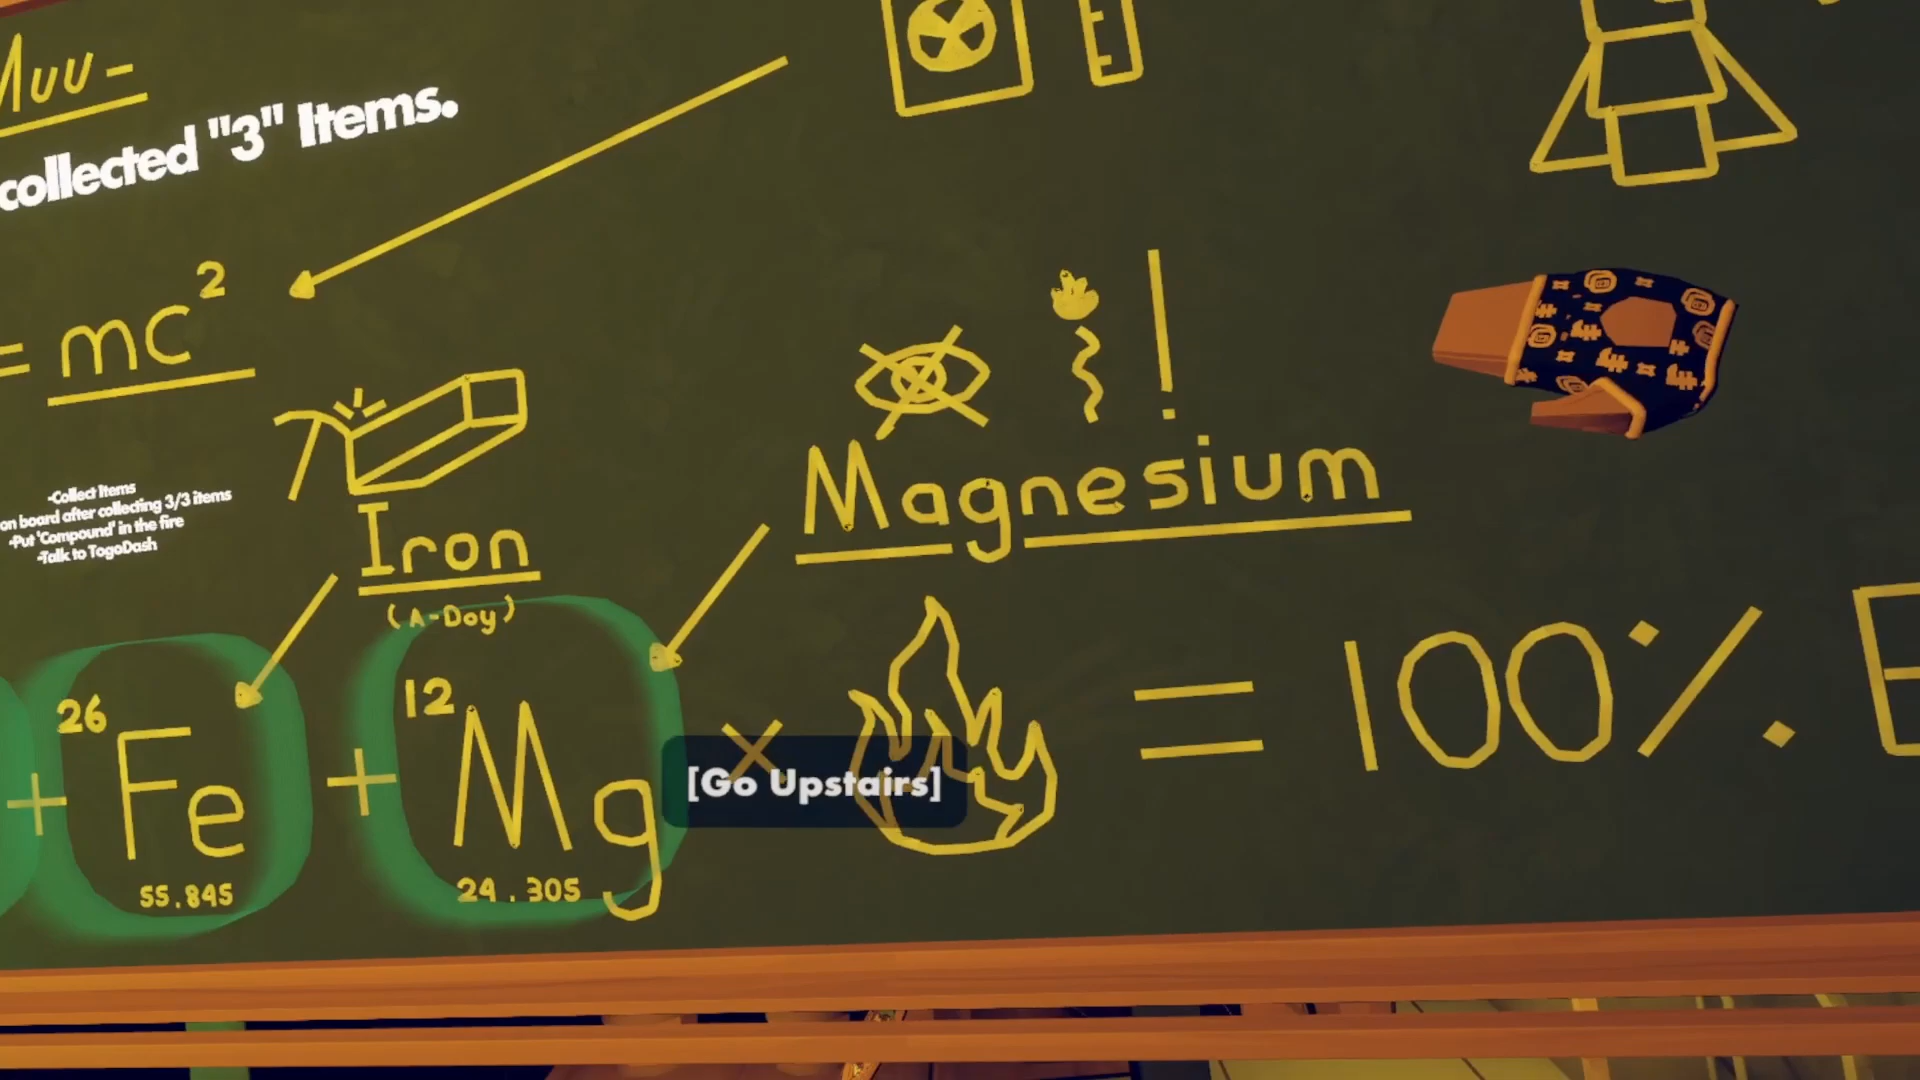 Muu-
collected "3" Items.
= mc²
-Collect Items
on board after collecting 3/3 items
-Put 'Compound' in the fire
-Talk to TogoDash
Iron
(A-Doy)
Magnesium
+ 26 Fe 55.845 + 12 Mg 24.305 × = 100% E
[Go Upstairs]